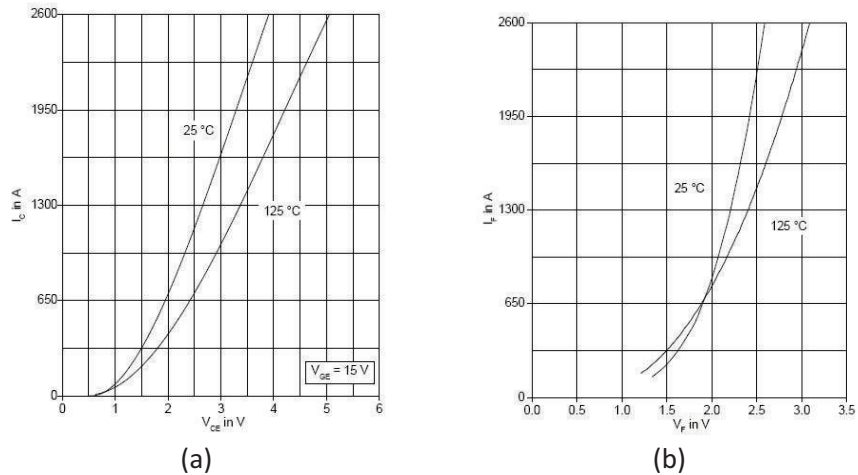 2600
1950
1300
650
0
I_C in A
25 °C
125 °C
V_GE = 15 V
0 1 2 3 4 5 6
V_CE in V
(a)
2600
1950
1300
650
0
I_F in A
25 °C
125 °C
0.0 0.5 1.0 1.5 2.0 2.5 3.0 3.5
V_F in V
(b)